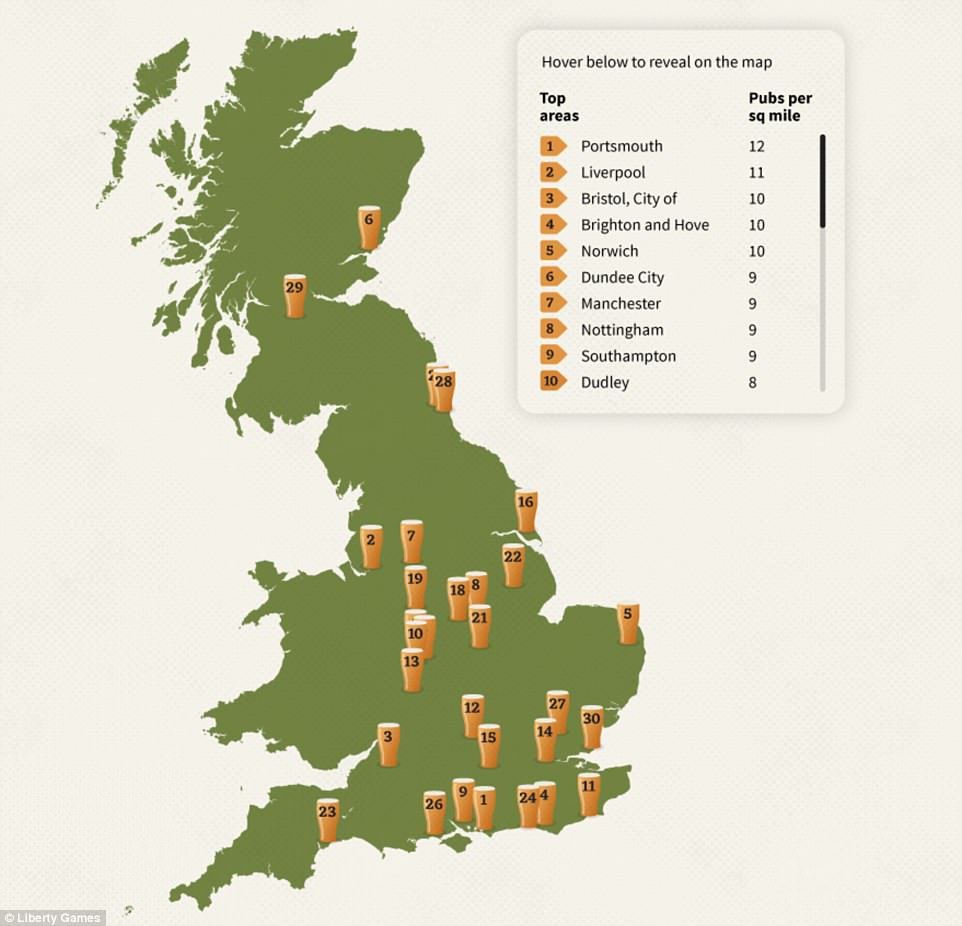 Hover below to reveal on the map
Top areas
Pubs per sq mile
1 Portsmouth 12
2 Liverpool 11
3 Bristol, City of 10
4 Brighton and Hove 10
5 Norwich 10
6 Dundee City 9
7 Manchester 9
8 Nottingham 9
9 Southampton 9
10 Dudley 8
6
29
28
16
2
7
22
19
18
8
21
5
10
13
12
27
30
3
15
14
11
23
26
9
1
24
4
© Liberty Games